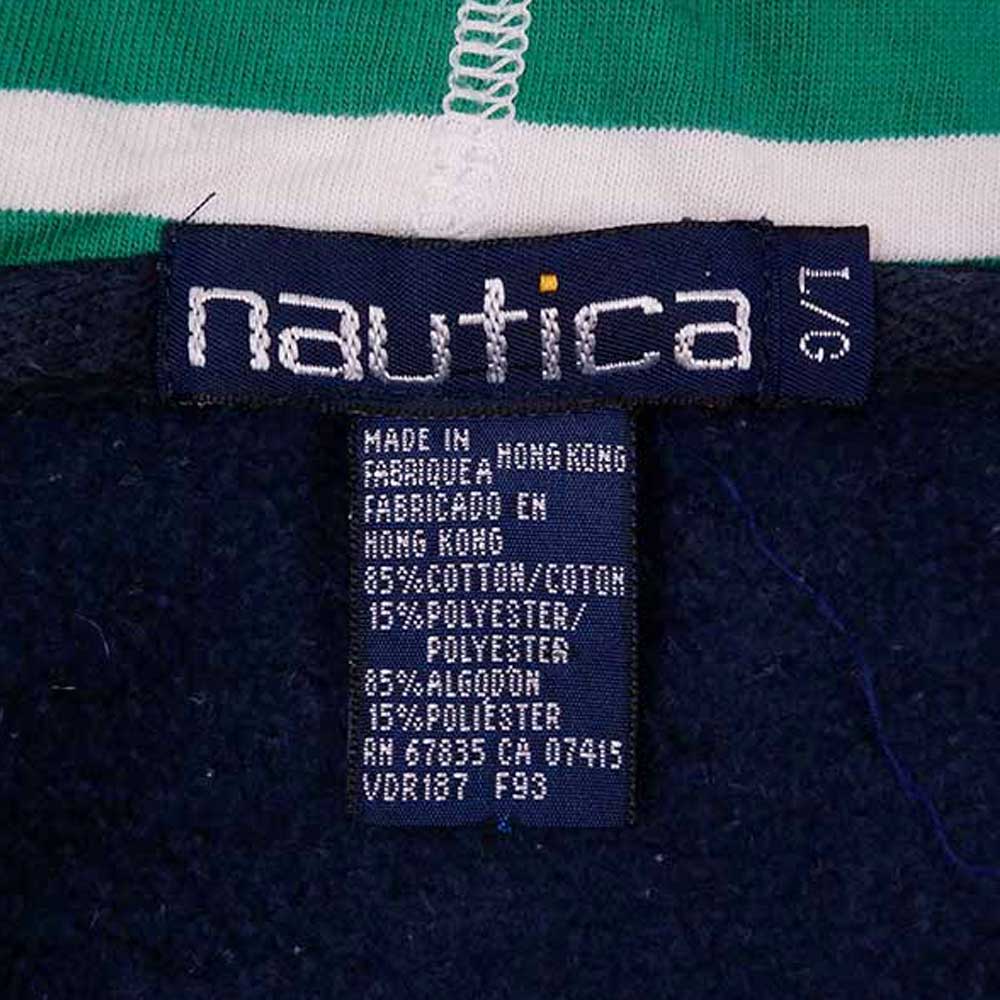 nautica
L/G
MADE IN
FABRIQUE A HONG KONG
FABRICADO EN
HONG KONG
85% COTTON/COTON
15% POLYESTER/
POLYESTER
85% ALGODON
15% POLIESTER
RN 67835 CA 07415
VDR187 F93